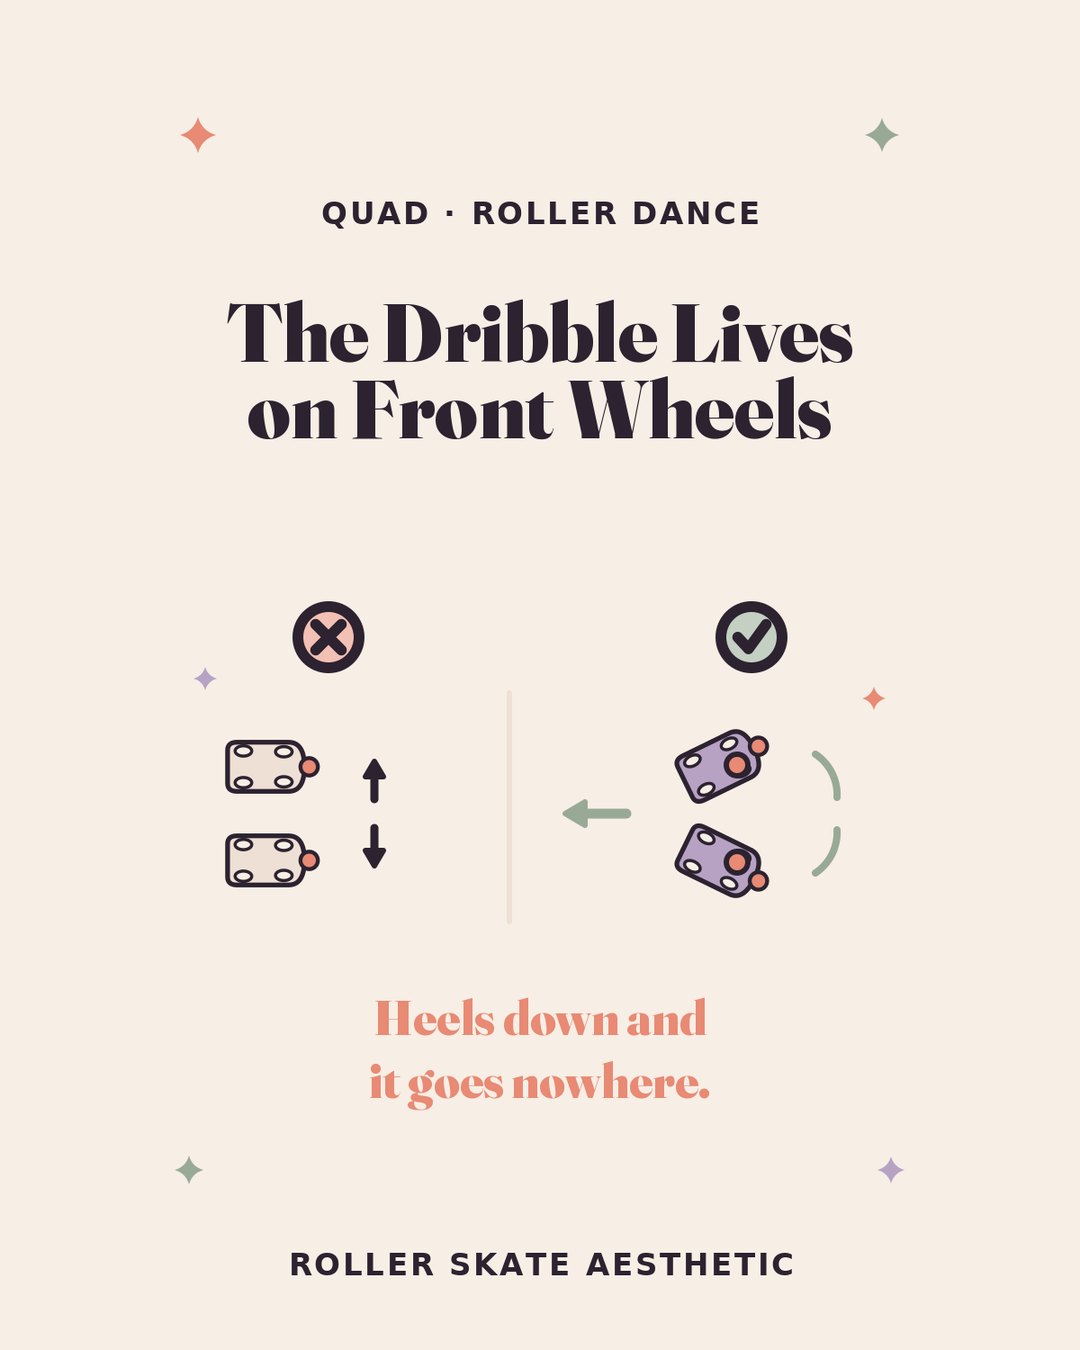 QUAD · ROLLER DANCE
The Dribble Lives
on Front Wheels
Heels down and
it goes nowhere.
ROLLER SKATE AESTHETIC